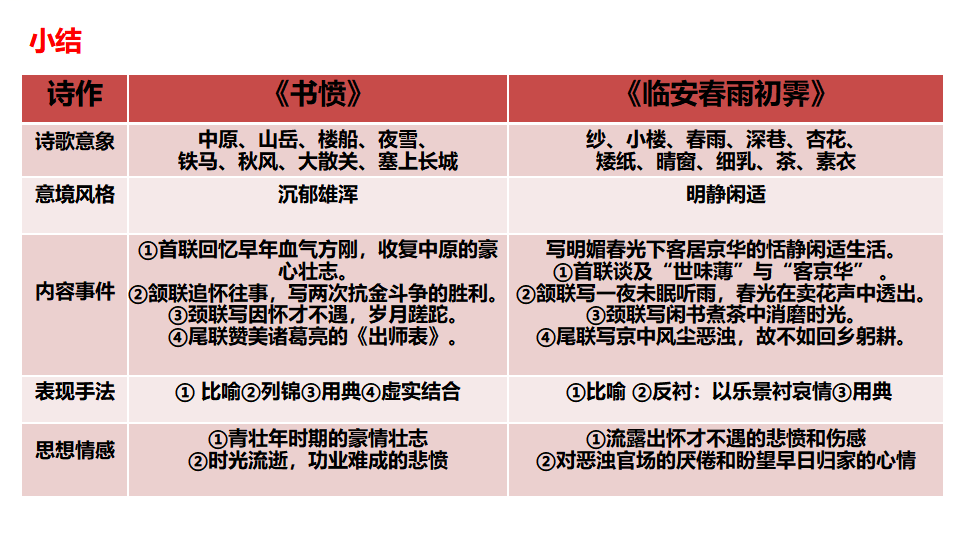 小结
诗作
《书愤》
《临安春雨初霁》
诗歌意象
中原、山岳、楼船、夜雪、
铁马、秋风、大散关、塞上长城
纱、小楼、春雨、深巷、杏花、
矮纸、晴窗、细乳、茶、素衣
意境风格
沉郁雄浑
明静闲适
内容事件
①首联回忆早年血气方刚，收复中原的豪
心壮志。
②颔联追怀往事，写两次抗金斗争的胜利。
③颈联写因怀才不遇，岁月蹉跎。
④尾联赞美诸葛亮的《出师表》。
写明媚春光下客居京华的恬静闲适生活。
①首联谈及“世味薄”与“客京华” 。
②颔联写一夜未眠听雨，春光在卖花声中透出。
③颈联写闲书煮茶中消磨时光。
④尾联写京中风尘恶浊，故不如回乡躬耕。
表现手法
① 比喻②列锦③用典④虚实结合
①比喻 ②反衬：以乐景衬哀情③用典
思想情感
①青壮年时期的豪情壮志
②时光流逝，功业难成的悲愤
①流露出怀才不遇的悲愤和伤感
②对恶浊官场的厌倦和盼望早日归家的心情